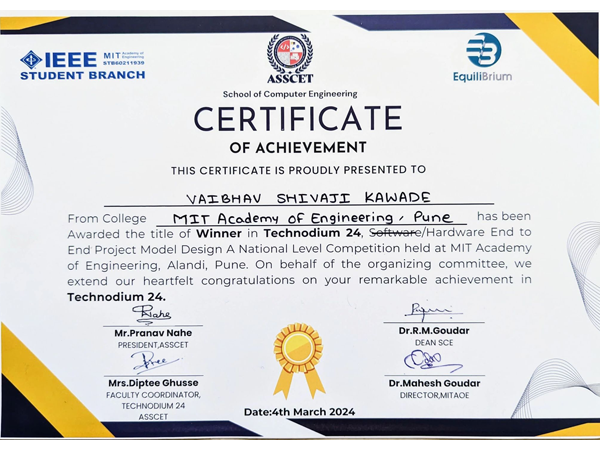 IEEE MIT Academy of Engineering
STB60211939
STUDENT BRANCH
ASSCET
EquiliBrium
School of Computer Engineering
CERTIFICATE
OF ACHIEVEMENT
THIS CERTIFICATE IS PROUDLY PRESENTED TO
VAIBHAV SHIVAJI KAWADE
From College MIT Academy of Engineering, Pune has been
Awarded the title of Winner in Technodium 24, Software/Hardware End to
End Project Model Design A National Level Competition held at MIT Academy
of Engineering, Alandi, Pune. On behalf of the organizing committee, we
extend our heartfelt congratulations on your remarkable achievement in
Technodium 24.
Mr.Pranav Nahe
PRESIDENT,ASSCET
Dr.R.M.Goudar
DEAN SCE
Mrs.Diptee Ghusse
FACULTY COORDINATOR,
TECHNODIUM 24
ASSCET
Dr.Mahesh Goudar
DIRECTOR,MITAOE
Date:4th March 2024